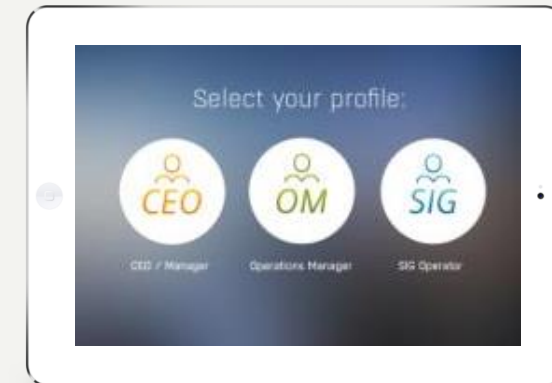 Select your profile:
CEO
OM
SIG
CEO / Manager
Operations Manager
SIG Operator